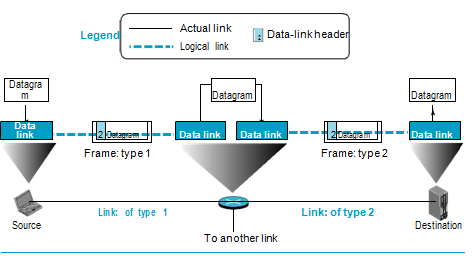 Legend
Actual link
Logical link
2
Data-link header
Datagra
m
Datagram
Datagram
Data
link
2 Datagram
Data link
Data link
2 Datagram
Data link
Frame: type 1
Frame: type 2
Link: of type 1
Link: of type 2
Source
Destination
To another link